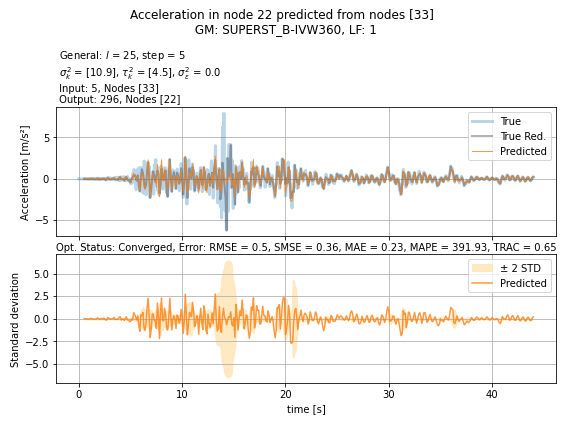 Acceleration in node 22 predicted from nodes [33]
GM: SUPERST_B-IVW360, LF: 1
General: l = 25, step = 5
σ²ₖ = [10.9], τ²ₖ = [4.5], σ²ε = 0.0
Input: 5, Nodes [33]
Output: 296, Nodes [22]
Acceleration [m/s²]
5
0
−5
True
True Red.
Predicted
Opt. Status: Converged, Error: RMSE = 0.5, SMSE = 0.36, MAE = 0.23, MAPE = 391.93, TRAC = 0.65
Standard deviation
5.0
2.5
0.0
−2.5
−5.0
± 2 STD
Predicted
0 10 20 30 40
time [s]